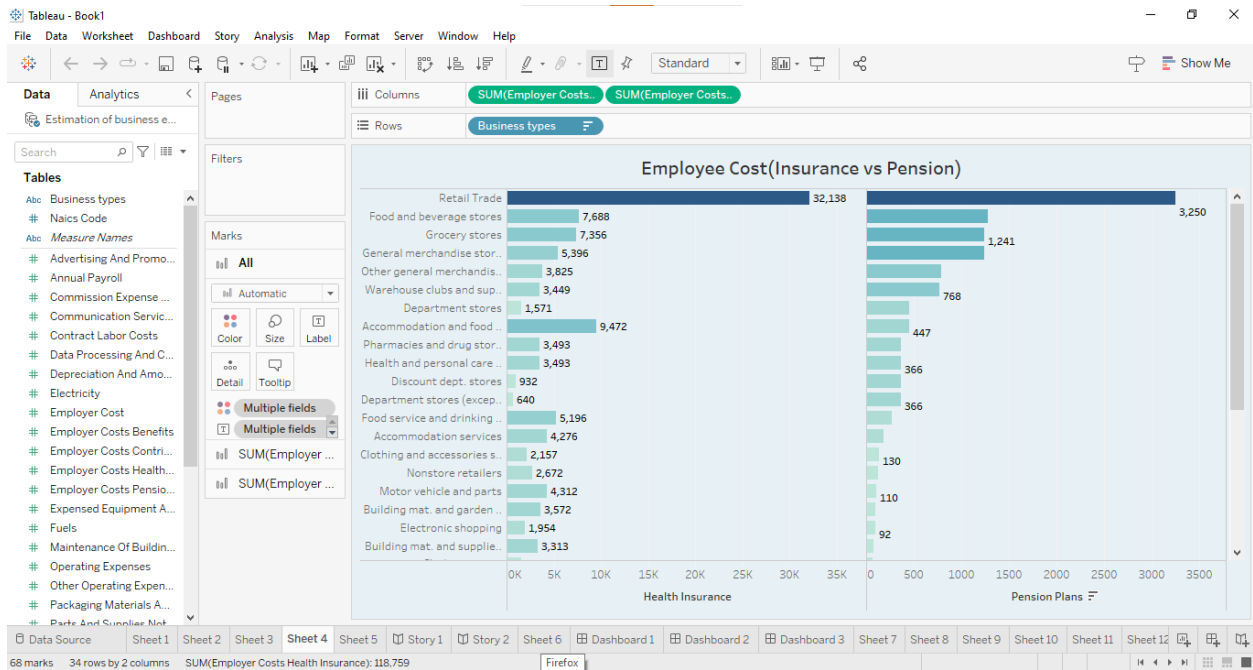 Tableau - Book1
File Data Worksheet Dashboard Story Analysis Map Format Server Window Help
Standard
Show Me
Data Analytics
Estimation of business e...
Search
Tables
Abc Business types
# Naics Code
Abc Measure Names
# Advertising And Promo...
# Annual Payroll
# Commission Expense ...
# Communication Servic...
# Contract Labor Costs
# Data Processing And C...
# Depreciation And Amo...
# Electricity
# Employer Cost
# Employer Costs Benefits
# Employer Costs Contri...
# Employer Costs Health...
# Employer Costs Pensio...
# Expensed Equipment A...
# Fuels
# Maintenance Of Buildin...
# Operating Expenses
# Other Operating Expen...
# Packaging Materials A...
# Parts And Supplies Not
Pages
Filters
Marks
All
Automatic
Color Size Label
Detail Tooltip
Multiple fields
Multiple fields
SUM(Employer ...
SUM(Employer ...
Columns SUM(Employer Costs.. SUM(Employer Costs..
Rows Business types
Employee Cost(Insurance vs Pension)
Retail Trade 32,138 3,250
Food and beverage stores 7,688
Grocery stores 7,356 1,241
General merchandise stor.. 5,396
Other general merchandis.. 3,825
Warehouse clubs and sup.. 3,449 768
Department stores 1,571
Accommodation and food .. 9,472 447
Pharmacies and drug stor.. 3,493
Health and personal care .. 3,493 366
Discount dept. stores 932
Department stores (excep.. 640 366
Food service and drinking .. 5,196
Accommodation services 4,276
Clothing and accessories s.. 2,157 130
Nonstore retailers 2,672
Motor vehicle and parts 4,312 110
Building mat. and garden .. 3,572
Electronic shopping 1,954 92
Building mat. and supplie.. 3,313
0K 5K 10K 15K 20K 25K 30K 35K 0 500 1000 1500 2000 2500 3000 3500
Health Insurance Pension Plans
Data Source Sheet 1 Sheet 2 Sheet 3 Sheet 4 Sheet 5 Story 1 Story 2 Sheet 6 Dashboard 1 Dashboard 2 Dashboard 3 Sheet 7 Sheet 8 Sheet 9 Sheet 10 Sheet 11 Sheet 12
68 marks 34 rows by 2 columns SUM(Employer Costs Health Insurance): 118,759 Firefox